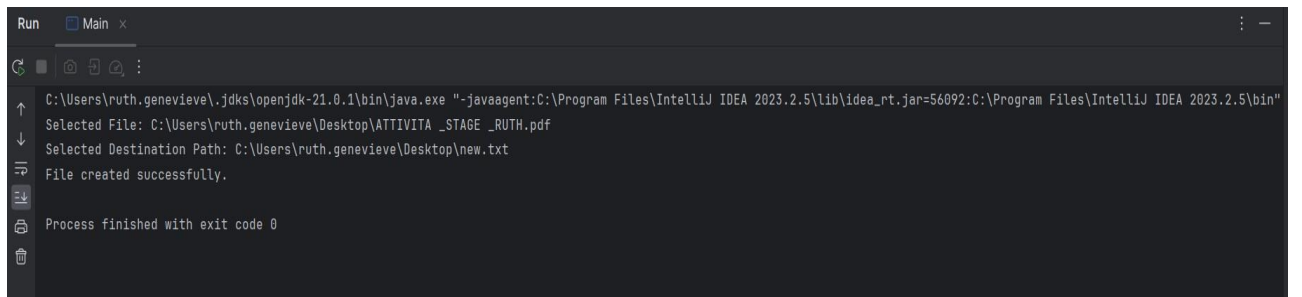 Run Main
C:\Users\ruth.genevieve\.jdks\openjdk-21.0.1\bin\java.exe "-javaagent:C:\Program Files\IntelliJ IDEA 2023.2.5\lib\idea_rt.jar=56092:C:\Program Files\IntelliJ IDEA 2023.2.5\bin"
Selected File: C:\Users\ruth.genevieve\Desktop\ATTIVITA _STAGE _RUTH.pdf
Selected Destination Path: C:\Users\ruth.genevieve\Desktop\new.txt
File created successfully.
Process finished with exit code 0